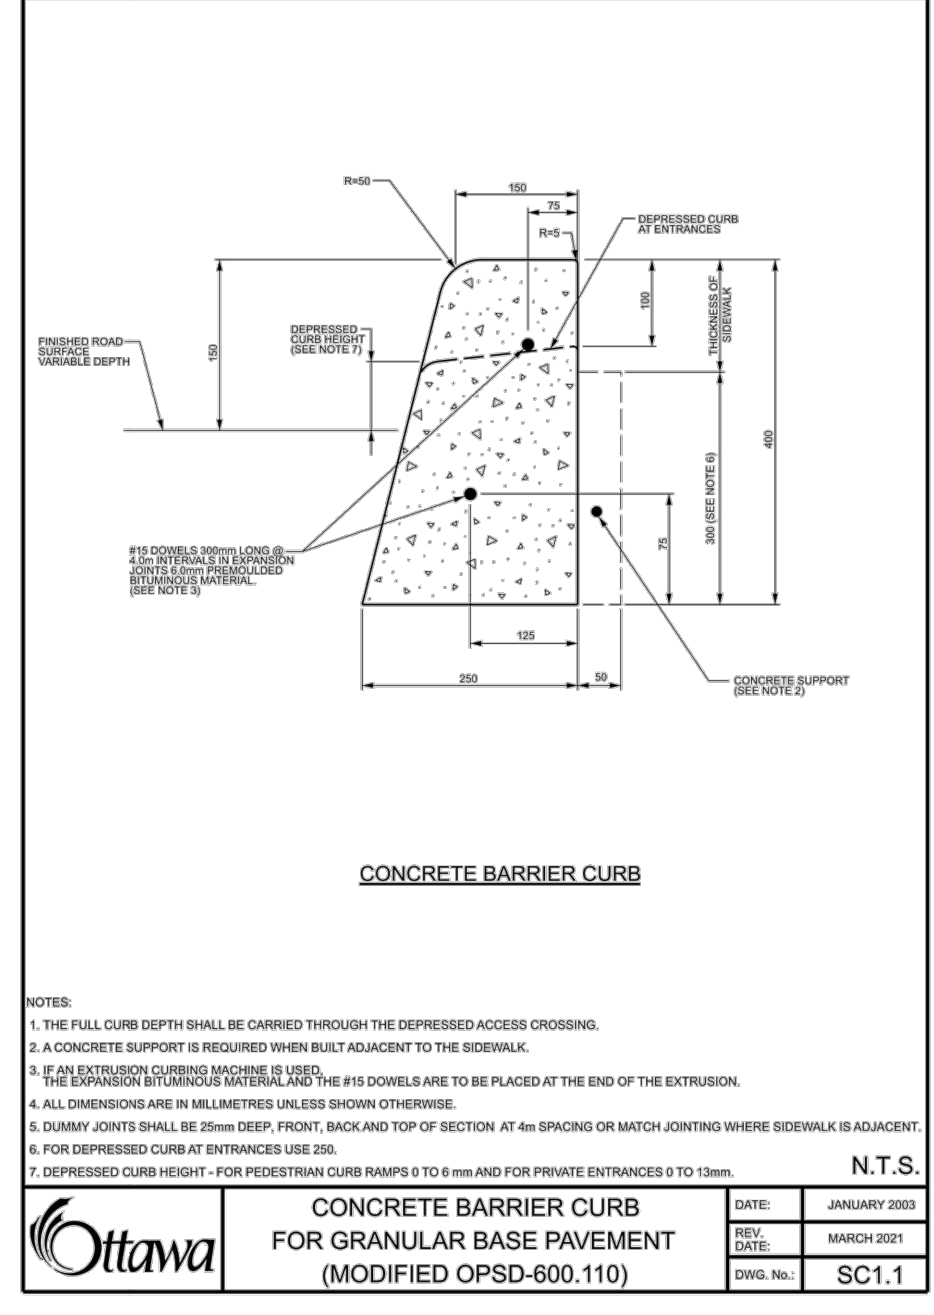 R=50
150
75
R=5
DEPRESSED CURB
AT ENTRANCES
100
THICKNESS OF
SIDEWALK
150
DEPRESSED
CURB HEIGHT
(SEE NOTE 7)
FINISHED ROAD
SURFACE
VARIABLE DEPTH
400
300 (SEE NOTE 6)
75
#15 DOWELS 300mm LONG @
4.0m INTERVALS IN EXPANSION
JOINTS 6.0mm PREMOULDED
BITUMINOUS MATERIAL.
(SEE NOTE 3)
125
250
50
CONCRETE SUPPORT
(SEE NOTE 2)
CONCRETE BARRIER CURB
NOTES:
1. THE FULL CURB DEPTH SHALL BE CARRIED THROUGH THE DEPRESSED ACCESS CROSSING.
2. A CONCRETE SUPPORT IS REQUIRED WHEN BUILT ADJACENT TO THE SIDEWALK.
3. IF AN EXTRUSION CURBING MACHINE IS USED,
THE EXPANSION BITUMINOUS MATERIAL AND THE #15 DOWELS ARE TO BE PLACED AT THE END OF THE EXTRUSION.
4. ALL DIMENSIONS ARE IN MILLIMETRES UNLESS SHOWN OTHERWISE.
5. DUMMY JOINTS SHALL BE 25mm DEEP, FRONT, BACK AND TOP OF SECTION AT 4m SPACING OR MATCH JOINTING WHERE SIDEWALK IS ADJACENT.
6. FOR DEPRESSED CURB AT ENTRANCES USE 250.
7. DEPRESSED CURB HEIGHT - FOR PEDESTRIAN CURB RAMPS 0 TO 6 mm AND FOR PRIVATE ENTRANCES 0 TO 13mm.
N.T.S.
Ottawa
CONCRETE BARRIER CURB
FOR GRANULAR BASE PAVEMENT
(MODIFIED OPSD-600.110)
DATE: JANUARY 2003
REV.
DATE: MARCH 2021
DWG. No.: SC1.1